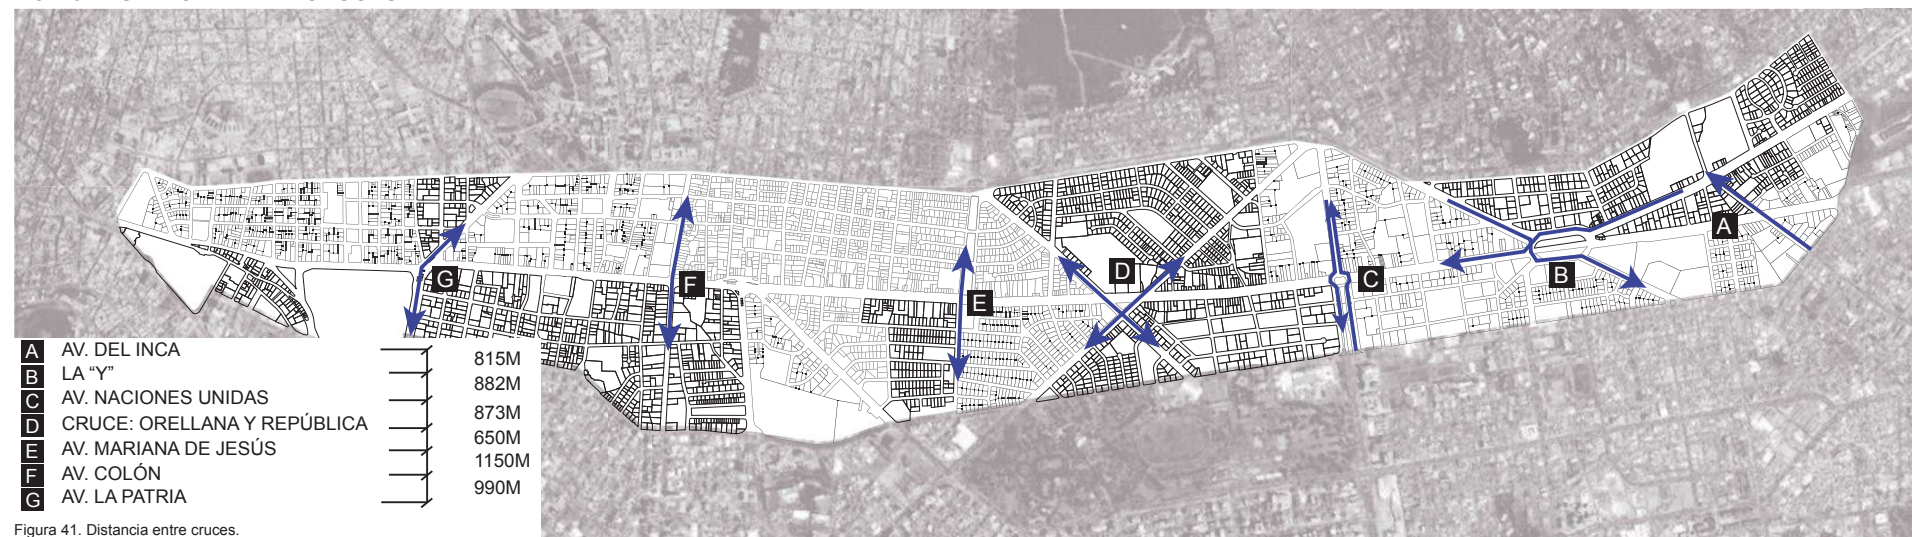 G
F
E
D
C
B
A
A AV. DEL INCA
815M
B LA “Y”
882M
C AV. NACIONES UNIDAS
873M
D CRUCE: ORELLANA Y REPÚBLICA
650M
E AV. MARIANA DE JESÚS
1150M
F AV. COLÓN
990M
G AV. LA PATRIA
Figura 41. Distancia entre cruces.